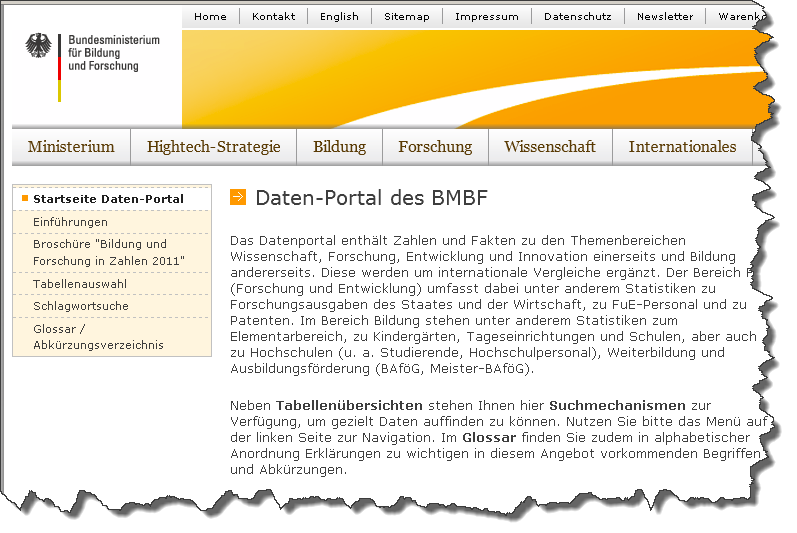 Home Kontakt English Sitemap Impressum Datenschutz Newsletter
Bundesministerium
für Bildung
und Forschung
Ministerium Hightech-Strategie Bildung Forschung Wissenschaft Internationales
Startseite Daten-Portal
Einführungen
Broschüre "Bildung und
Forschung in Zahlen 2011"
Tabellenauswahl
Schlagwortsuche
Glossar /
Abkürzungsverzeichnis
Daten-Portal des BMBF
Das Datenportal enthält Zahlen und Fakten zu den Themenbereichen
Wissenschaft, Forschung, Entwicklung und Innovation einerseits und Bildung
andererseits. Diese werden um internationale Vergleiche ergänzt. Der Bereich
(Forschung und Entwicklung) umfasst dabei unter anderem Statistiken zu
Forschungsausgaben des Staates und der Wirtschaft, zu FuE-Personal und zu
Patenten. Im Bereich Bildung stehen unter anderem Statistiken zum
Elementarbereich, zu Kindergärten, Tageseinrichtungen und Schulen, aber auch
zu Hochschulen (u. a. Studierende, Hochschulpersonal), Weiterbildung und
Ausbildungsförderung (BAföG, Meister-BAföG).
Neben Tabellenübersichten stehen Ihnen hier Suchmechanismen zur
Verfügung, um gezielt Daten auffinden zu können. Nutzen Sie bitte das Menü auf
der linken Seite zur Navigation. Im Glossar finden Sie zudem in alphabetischer
Anordnung Erklärungen zu wichtigen in diesem Angebot vorkommenden Begriffen
und Abkürzungen.